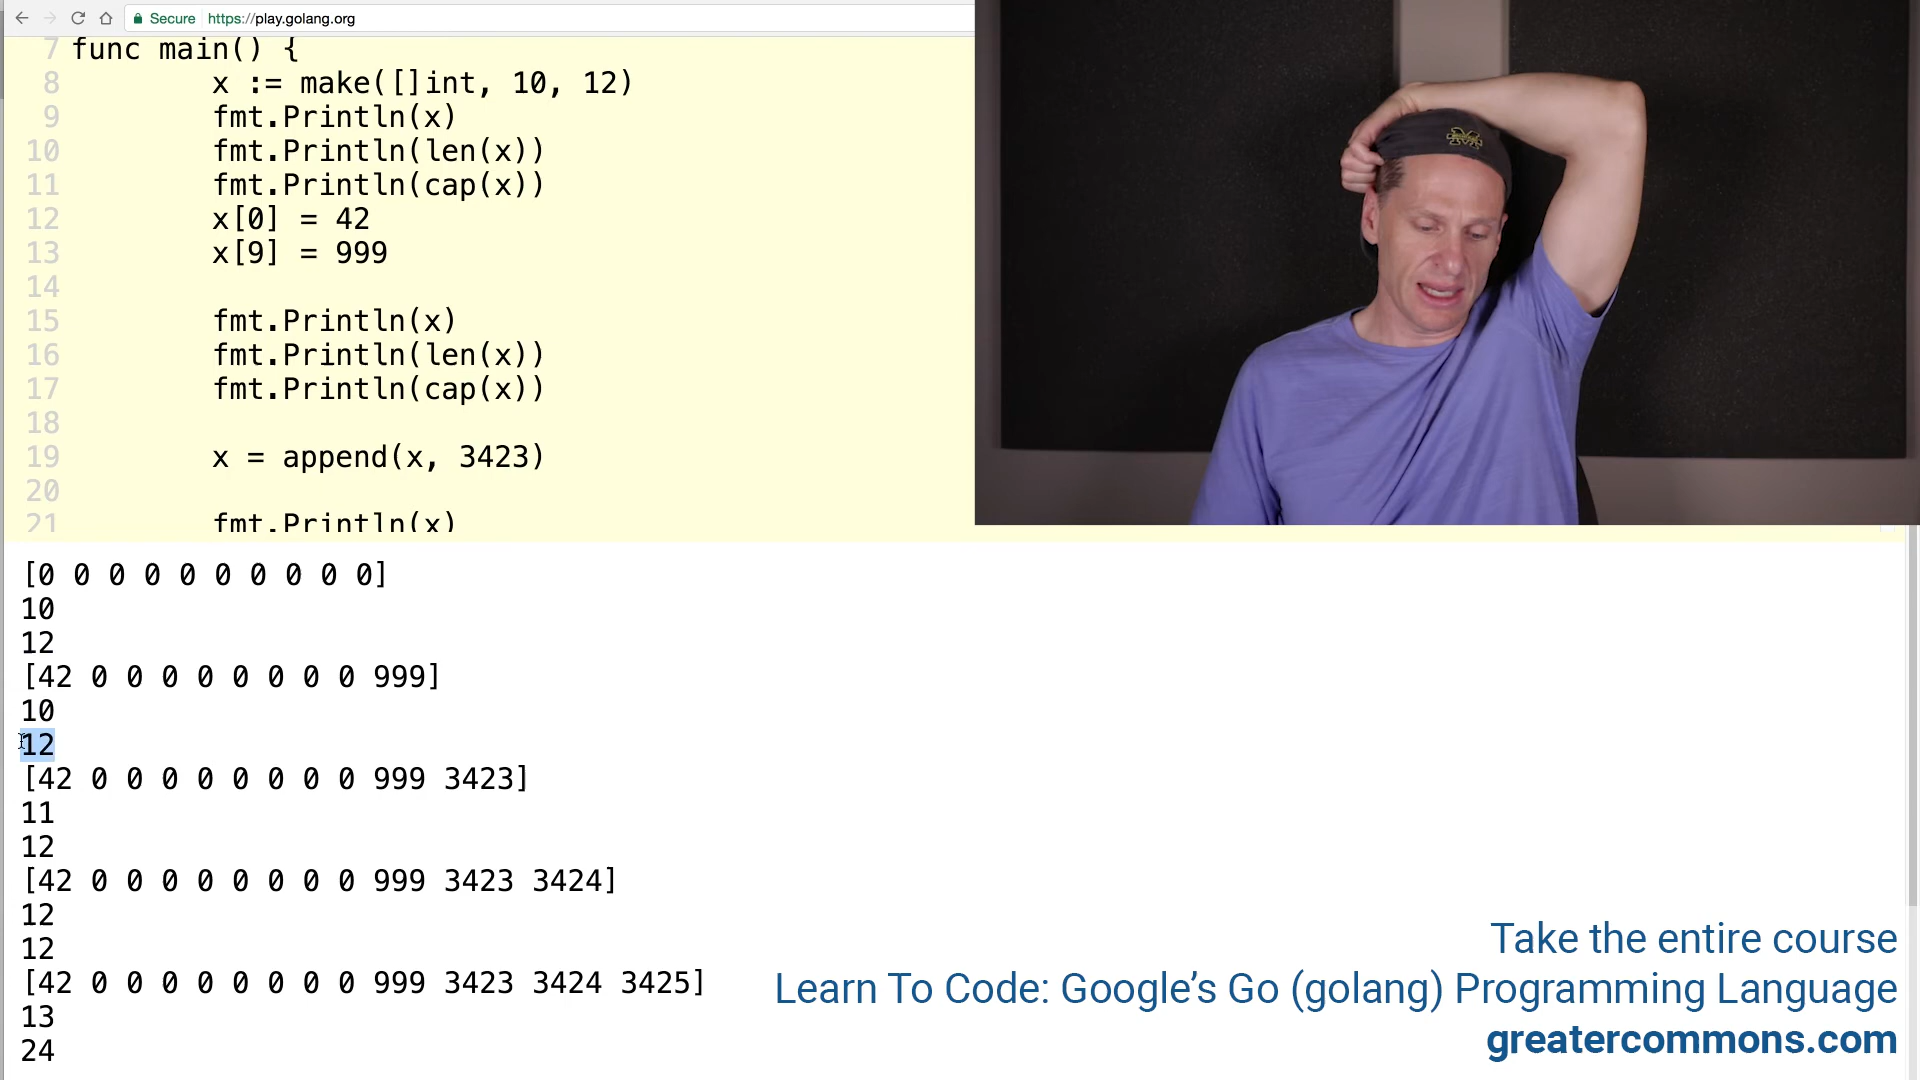 Secure https://play.golang.org
7 func main() {
8 x := make([]int, 10, 12)
9 fmt.Println(x)
10 fmt.Println(len(x))
11 fmt.Println(cap(x))
12 x[0] = 42
13 x[9] = 999
14
15 fmt.Println(x)
16 fmt.Println(len(x))
17 fmt.Println(cap(x))
18
19 x = append(x, 3423)
20
21 fmt.Println(x)
[0 0 0 0 0 0 0 0 0 0]
10
12
[42 0 0 0 0 0 0 0 0 999]
10
12
[42 0 0 0 0 0 0 0 0 999 3423]
11
12
[42 0 0 0 0 0 0 0 0 999 3423 3424]
12
12
[42 0 0 0 0 0 0 0 0 999 3423 3424 3425]
13
24
Take the entire course
Learn To Code: Google’s Go (golang) Programming Language
greatercommons.com
M